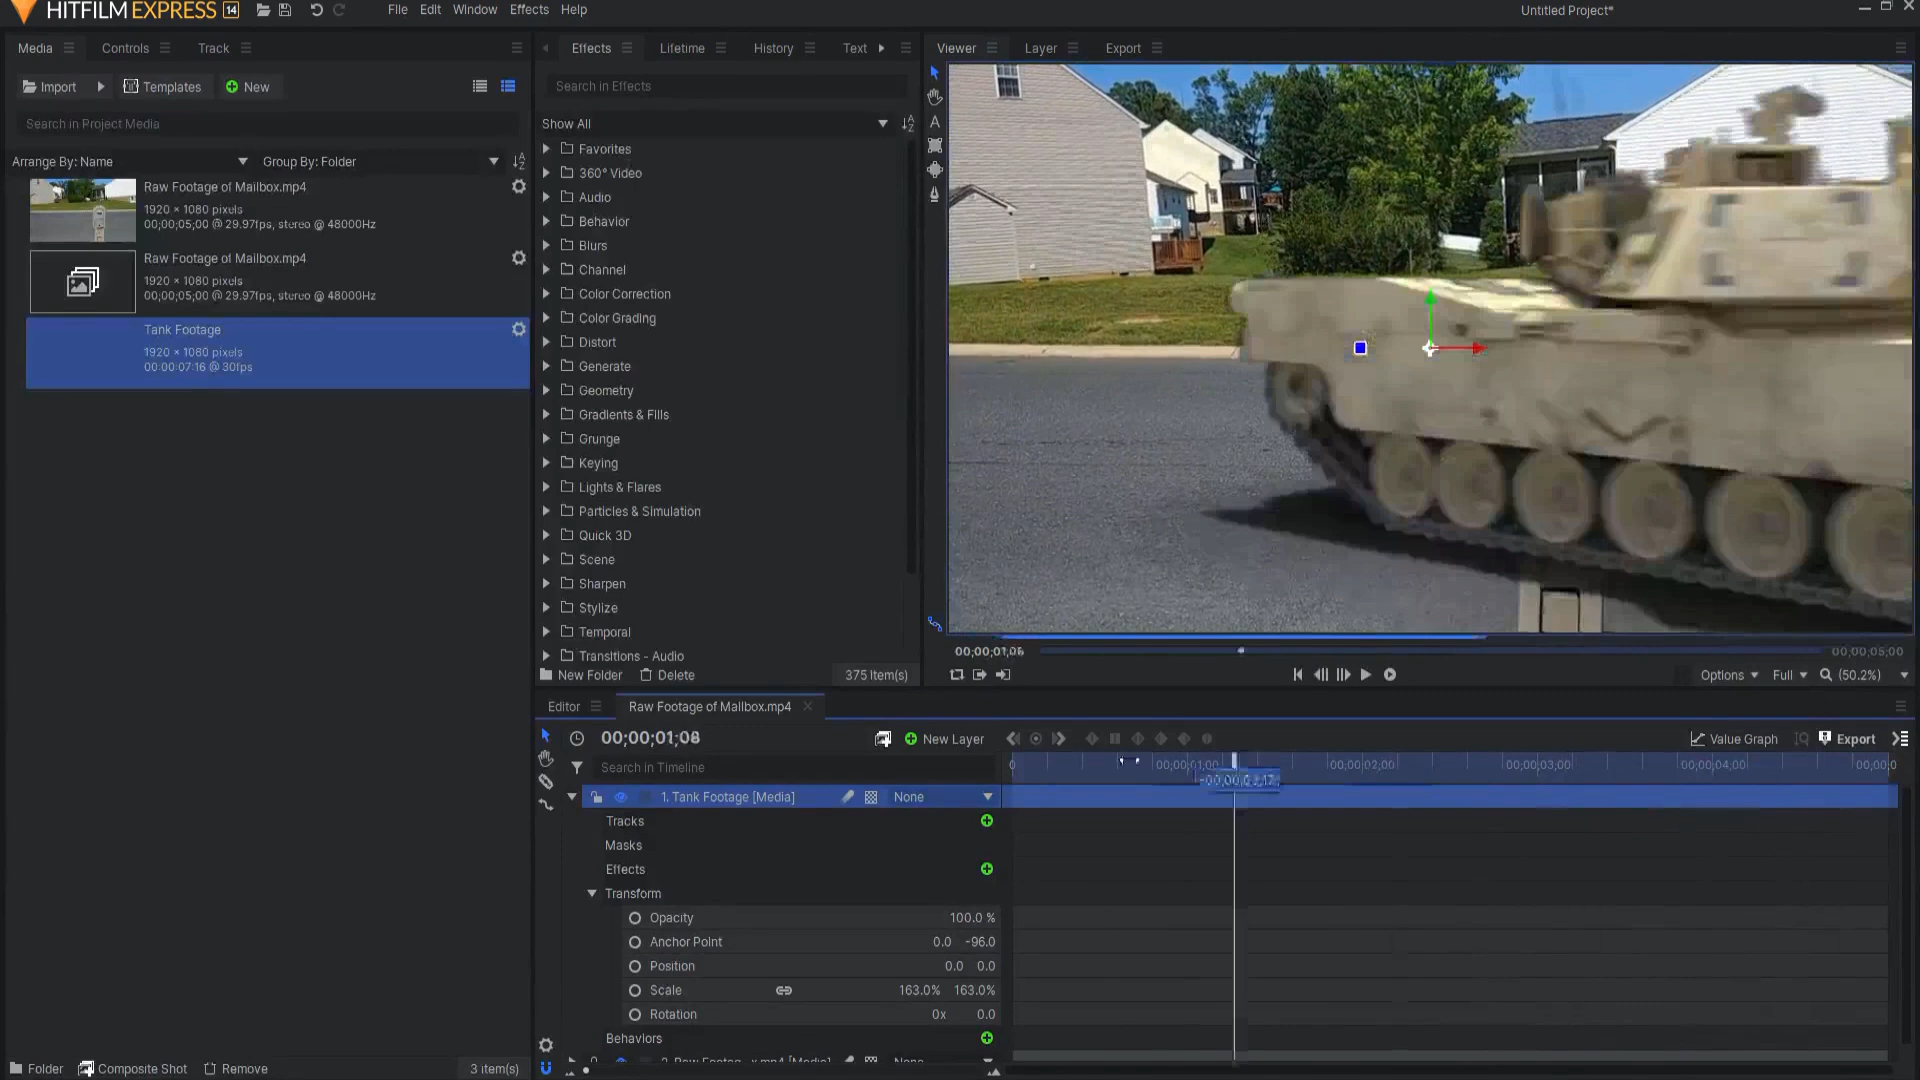 HITFILM EXPRESS 14
File Edit Window Effects Help
Untitled Project*
Media Controls Track
Import Templates New
Search in Project Media
Arrange By: Name Group By: Folder
Raw Footage of Mailbox.mp4
1920 × 1080 pixels
00;00;05;00 @ 29.97fps, stereo @ 48000Hz
Raw Footage of Mailbox.mp4
1920 × 1080 pixels
00;00;05;00 @ 29.97fps, stereo @ 48000Hz
Tank Footage
1920 × 1080 pixels
00:00:07:16 @ 30fps
Folder Composite Shot Remove 3 item(s)
Effects Lifetime History Text
Search in Effects
Show All
Favorites
360° Video
Audio
Behavior
Blurs
Channel
Color Correction
Color Grading
Distort
Generate
Geometry
Gradients & Fills
Grunge
Keying
Lights & Flares
Particles & Simulation
Quick 3D
Scene
Sharpen
Stylize
Temporal
Transitions - Audio
New Folder Delete 375 Item(s)
Viewer Layer Export
00;00;05;00
Options Full (50.2%)
Editor Raw Footage of Mailbox.mp4
00;00;01;08 New Layer Value Graph Export
Search in Timeline
0 00;00;01;00 00;00;02;00 00;00;03;00 00;00;04;00 00;00;0
1. Tank Footage [Media] None
Tracks
Masks
Effects
Transform
Opacity 100.0 %
Anchor Point 0.0 -96.0
Position 0.0 0.0
Scale 163.0% 163.0%
Rotation 0x 0.0
Behaviors